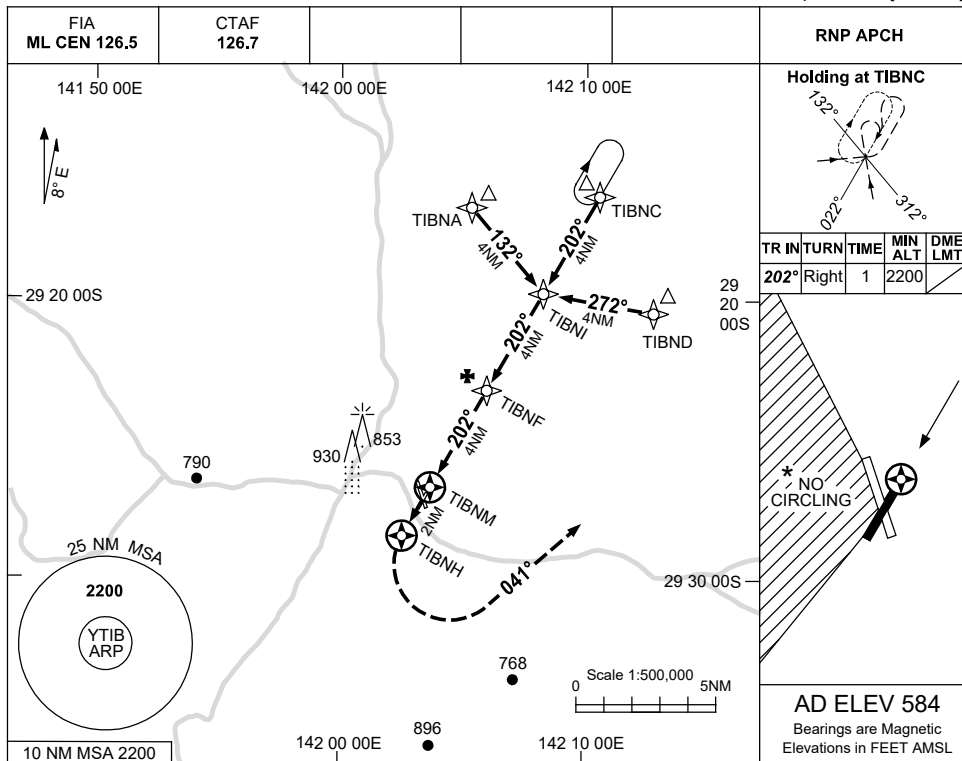 FIA
ML CEN 126.5
CTAF
126.7
RNP APCH
141 50 00E
142 00 00E
142 10 00E
Holding at TIBNC
132°
022°
312°
8° E
TR IN TURN TIME MIN ALT DME LMT
202° Right 1 2200
TIBNA
TIBNC
132°
4NM
202°
4NM
29 20 00S
29
20
00S
TIBNI
272°
4NM
TIBND
202°
4NM
TIBNF
202°
4NM
853
930
790
TIBNM
2NM
TIBNH
041°
* NO
CIRCLING
25 NM MSA
2200
YTIB
ARP
29 30 00S
768
Scale 1:500,000
0 5NM
896
AD ELEV 584
Bearings are Magnetic
Elevations in FEET AMSL
10 NM MSA 2200
142 00 00E
142 10 00E